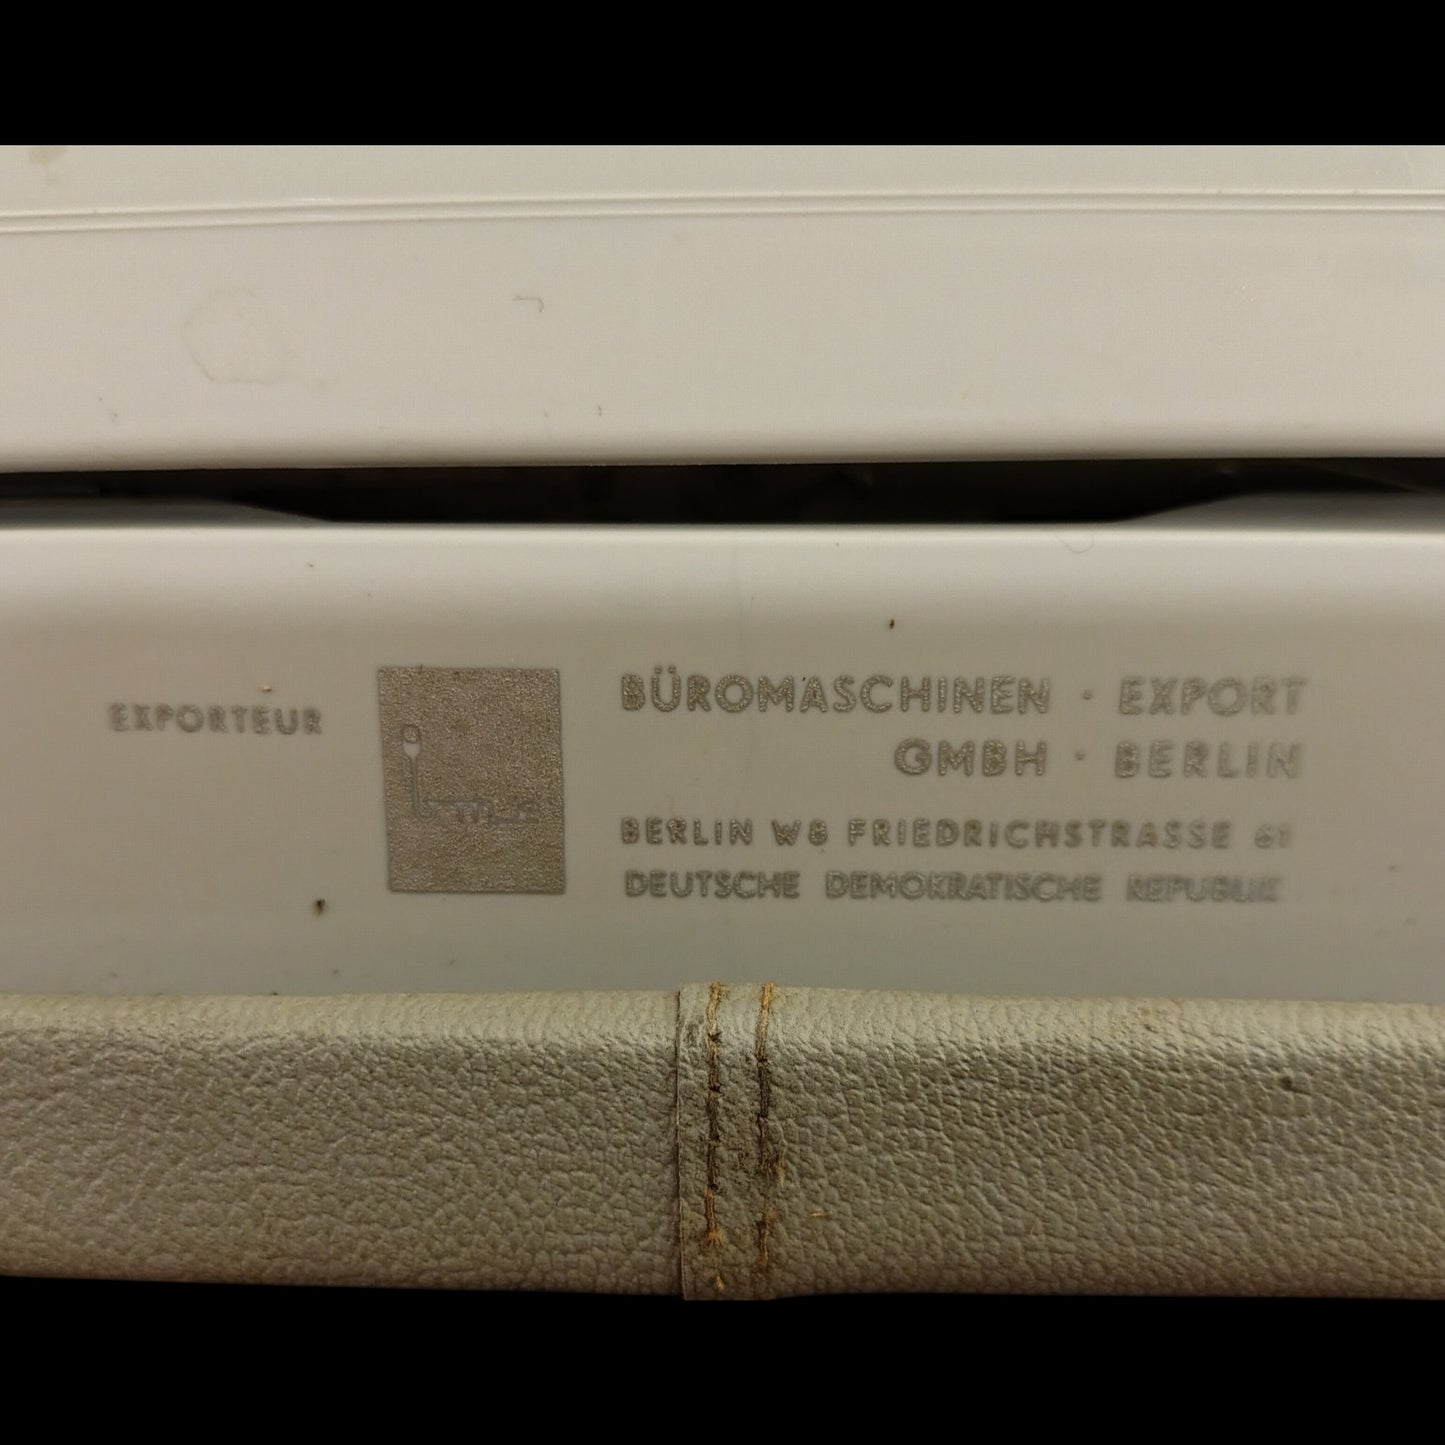 EXPORTEUR
BÜROMASCHINEN · EXPORT
GMBH · BERLIN
BERLIN W8 FRIEDRICHSTRASSE 61
DEUTSCHE DEMOKRATISCHE REPUBLIK